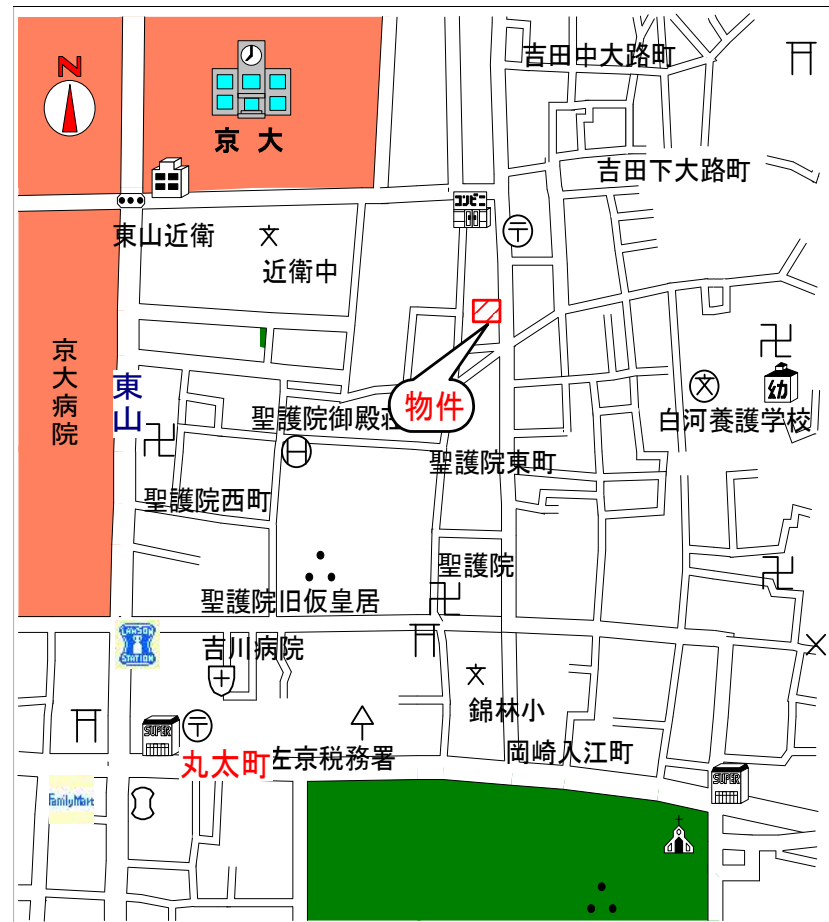 吉田中大路町
N
京大
吉田下大路町
コンビニ
〒
東山近衛
文
近衛中
京大病院
東山
物件
文
幼
白河養護学校
聖護院御殿荘
H
聖護院東町
聖護院西町
聖護院
聖護院旧仮皇居
LAWSON
STATION
吉川病院
文
錦林小
SUPER
〒
丸太町
左京税務署
岡崎入江町
SUPER
FamilyMart